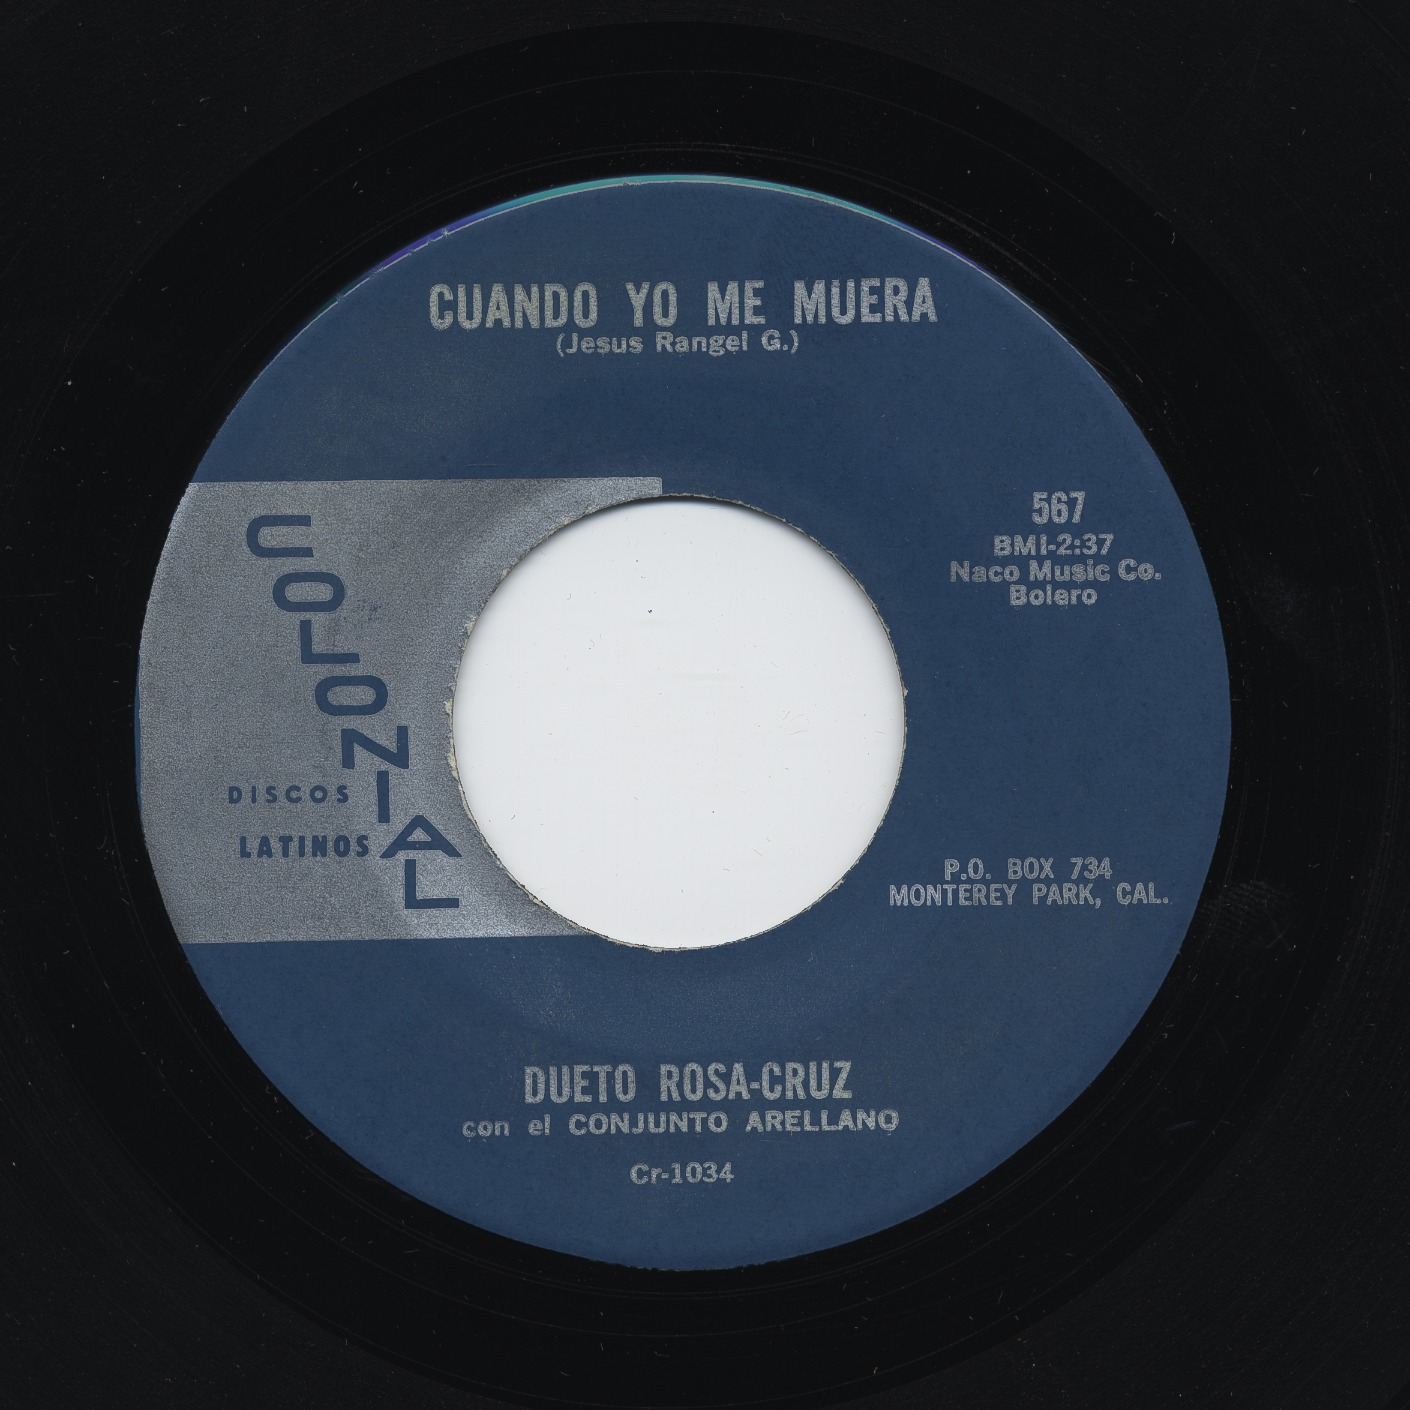 CUANDO YO ME MUERA
(Jesus Rangel G.)
COLONIAL
DISCOS
LATINOS
567
BMI-2:37
Naco Music Co.
Bolero
P.O. BOX 734
MONTEREY PARK, CAL.
DUETO ROSA-CRUZ
con el CONJUNTO ARELLANO
Cr-1034